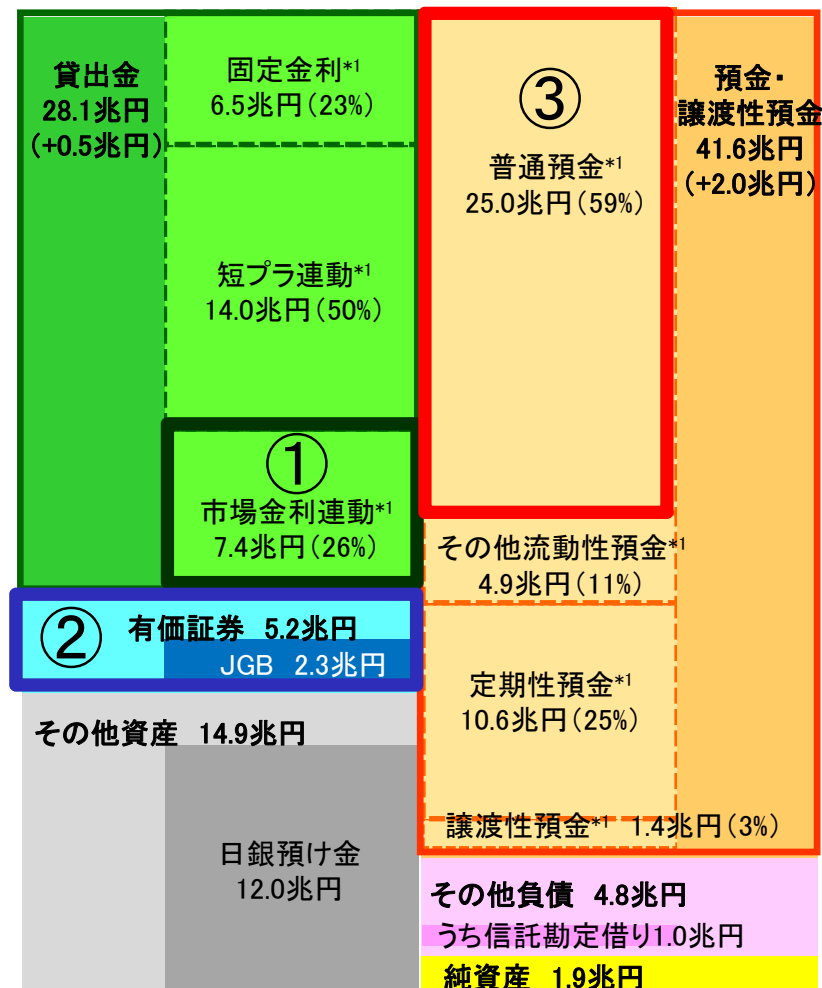 貸出金
28.1兆円
(+0.5兆円)
固定金利*1
6.5兆円(23%)
短プラ連動*1
14.0兆円(50%)
①
市場金利連動*1
7.4兆円(26%)
②
有価証券 5.2兆円
JGB 2.3兆円
その他資産 14.9兆円
日銀預け金
12.0兆円
③
普通預金*1
25.0兆円(59%)
預金・
譲渡性預金
41.6兆円
(+2.0兆円)
その他流動性預金*1
4.9兆円(11%)
定期性預金*1
10.6兆円(25%)
譲渡性預金*1 1.4兆円(3%)
その他負債 4.8兆円
うち信託勘定借り1.0兆円
純資産 1.9兆円